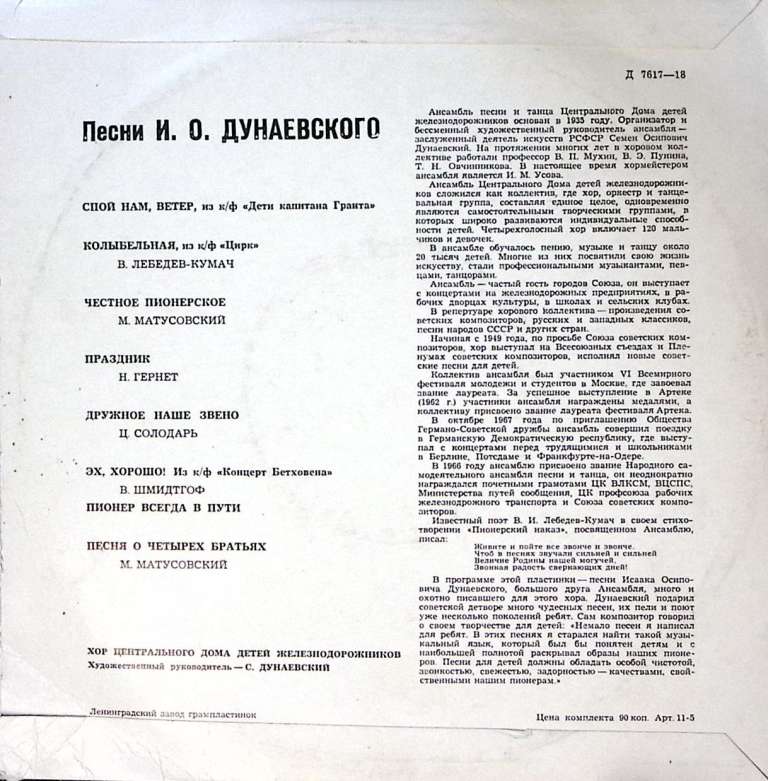 Д 7617—18
Песни И. О. ДУНАЕВСКОГО
СПОЙ НАМ, ВЕТЕР, из к/ф «Дети капитана Гранта»
КОЛЫБЕЛЬНАЯ, из к/ф «Цирк»
В. ЛЕБЕДЕВ-КУМАЧ
ЧЕСТНОЕ ПИОНЕРСКОЕ
М. МАТУСОВСКИЙ
ПРАЗДНИК
Н. ГЕРНЕТ
ДРУЖНОЕ НАШЕ ЗВЕНО
Ц. СОЛОДАРЬ
ЭХ, ХОРОШО! Из к/ф «Концерт Бетховена»
В. ШМИДТГОФ
ПИОНЕР ВСЕГДА В ПУТИ
ПЕСНЯ О ЧЕТЫРЕХ БРАТЬЯХ
М. МАТУСОВСКИЙ
ХОР ЦЕНТРАЛЬНОГО ДОМА ДЕТЕЙ ЖЕЛЕЗНОДОРОЖНИКОВ
Художественный руководитель — С. ДУНАЕВСКИЙ
Ленинградский завод грампластинок
Ансамбль песни и танца Центрального Дома детей
железнодорожников основан в 1935 году. Организатор и
бессменный художественный руководитель ансамбля —
заслуженный деятель искусств РСФСР Семен Осипович
Дунаевский. На протяжении многих лет в хоровом кол-
лективе работали профессор В. П. Мухин, В. Э. Пунина,
Т. Н. Овчинникова. В настоящее время хормейстером
ансамбля является И. М. Усова.
Ансамбль Центрального Дома детей железнодорожни-
ков сложился как коллектив, где хор, оркестр и танце-
вальная группа, составляя единое целое, одновременно
являются самостоятельными творческими группами, в
которых широко развиваются индивидуальные способ-
ности детей. Четырехголосный хор включает 120 маль-
чиков и девочек.
В ансамбле обучалось пению, музыке и танцу около
20 тысяч детей. Многие из них посвятили свою жизнь
искусству, стали профессиональными музыкантами, пев-
цами, танцорами.
Ансамбль — частый гость городов Союза, он выступает
с концертами на железнодорожных предприятиях, в ра-
бочих дворцах культуры, в школах и сельских клубах.
В репертуаре хорового коллектива — произведения со-
ветских композиторов, русских и западных классиков,
песни народов СССР и других стран.
Начиная с 1949 года, по просьбе Союза советских ком-
позиторов, хор выступал на Всесоюзных съездах и Пле-
нумах советских композиторов, исполнял новые совет-
ские песни для детей.
Коллектив ансамбля был участником VI Всемирного
фестиваля молодежи и студентов в Москве, где завоевал
звание лауреата. За успешное выступление в Артеке
(1962 г.) участники ансамбля награждены медалями, а
коллективу присвоено звание лауреата фестиваля Артека.
В октябре 1967 года по приглашению Общества
Германо-Советской дружбы ансамбль совершил поездку
в Германскую Демократическую республику, где высту-
пал с концертами перед трудящимися и школьниками
в Берлине, Потсдаме и Франкфурте-на-Одере.
В 1966 году ансамблю присвоено звание Народного са-
модеятельного ансамбля песни и танца, он неоднократно
награждался почетными грамотами ЦК ВЛКСМ, ВЦСПС,
Министерства путей сообщения, ЦК профсоюза рабочих
железнодрожного транспорта и Союза советских компо-
зиторов.
Известный поэт В. И. Лебедев-Кумач в своем стихо-
творении «Пионерский наказ», посвященном Ансамблю,
писал:
Живите и пойте все звонче и звонче.
Чтоб в песнях звучали сильней и сильней
Величие Родины нашей могучей,
Звонкая радость сверкающих дней!
В программе этой пластинки — песни Исаака Осипо-
вича Дунаевского, большого друга Ансамбля, много и
охотно писавшего для этого хора. Дунаевский подарил
советской детворе много чудесных песен, их пели и поют
уже несколько поколений ребят. Сам композитор говорил
о своем творчестве для детей: «Немало песен я написал
для ребят. В этих песнях я старался найти такой музы-
кальный язык, который был бы понятен детям и с
наибольшей полнотой раскрывал образы наших пионе-
ров. Песни для детей должны обладать особой чистотой,
звонкостью, свежестью, задорностью — качествами, свой-
ственными нашим пионерам.»
Цена комплекта 90 коп. Арт. 11-5